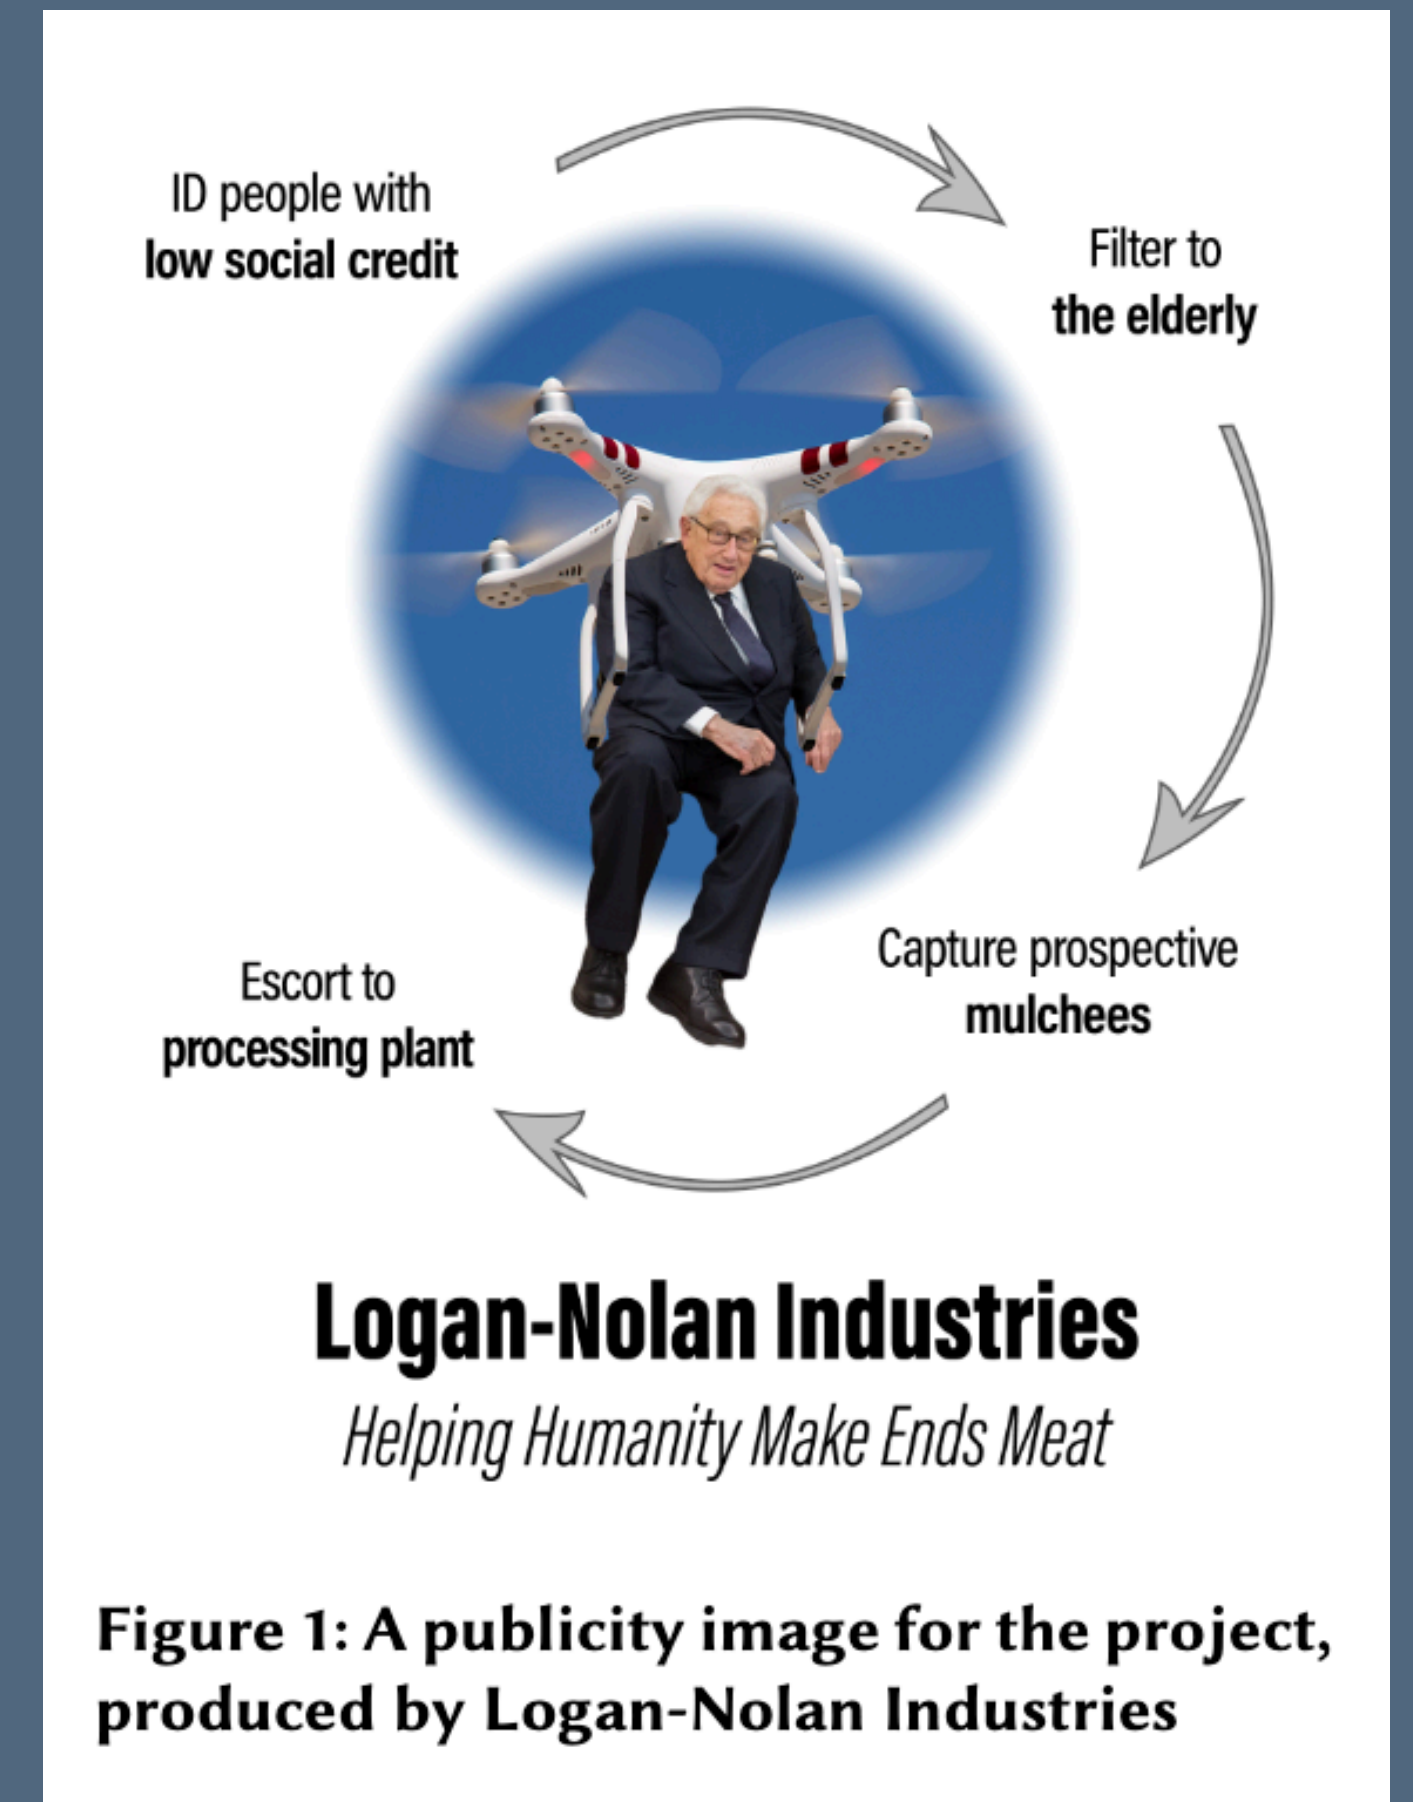 ID people with
low social credit
Filter to
the elderly
Capture prospective
mulchees
Escort to
processing plant
Logan-Nolan Industries
Helping Humanity Make Ends Meat
Figure 1: A publicity image for the project,
produced by Logan-Nolan Industries